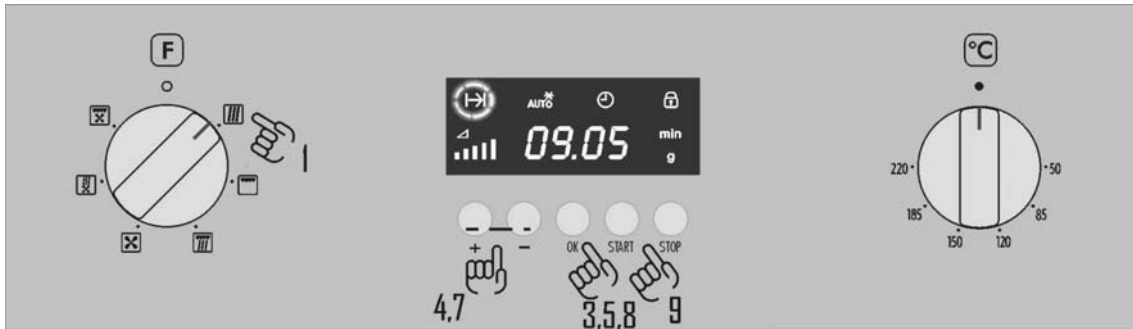 F
°C
AUTO
09.05
min
g
1
220
50
185
85
150
120
+ -
OK START STOP
4,7
3,5,8
9